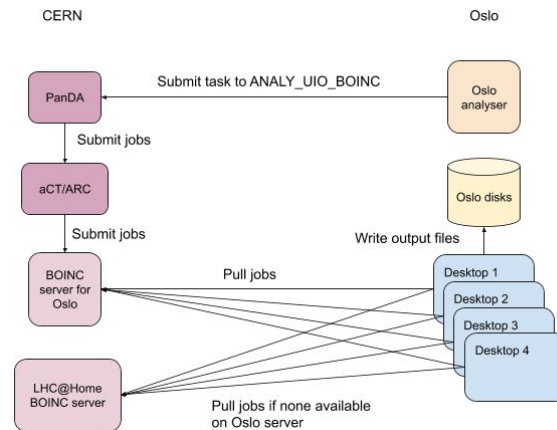 CERN
Oslo
Submit task to ANALY_UIO_BOINC
PanDA
Oslo
analyser
Submit jobs
aCT/ARC
Oslo disks
Submit jobs
Write output files
BOINC
server for
Oslo
Pull jobs
Desktop 1
Desktop 2
Desktop 3
Desktop 4
LHC@Home
BOINC server
Pull jobs if none available
on Oslo server